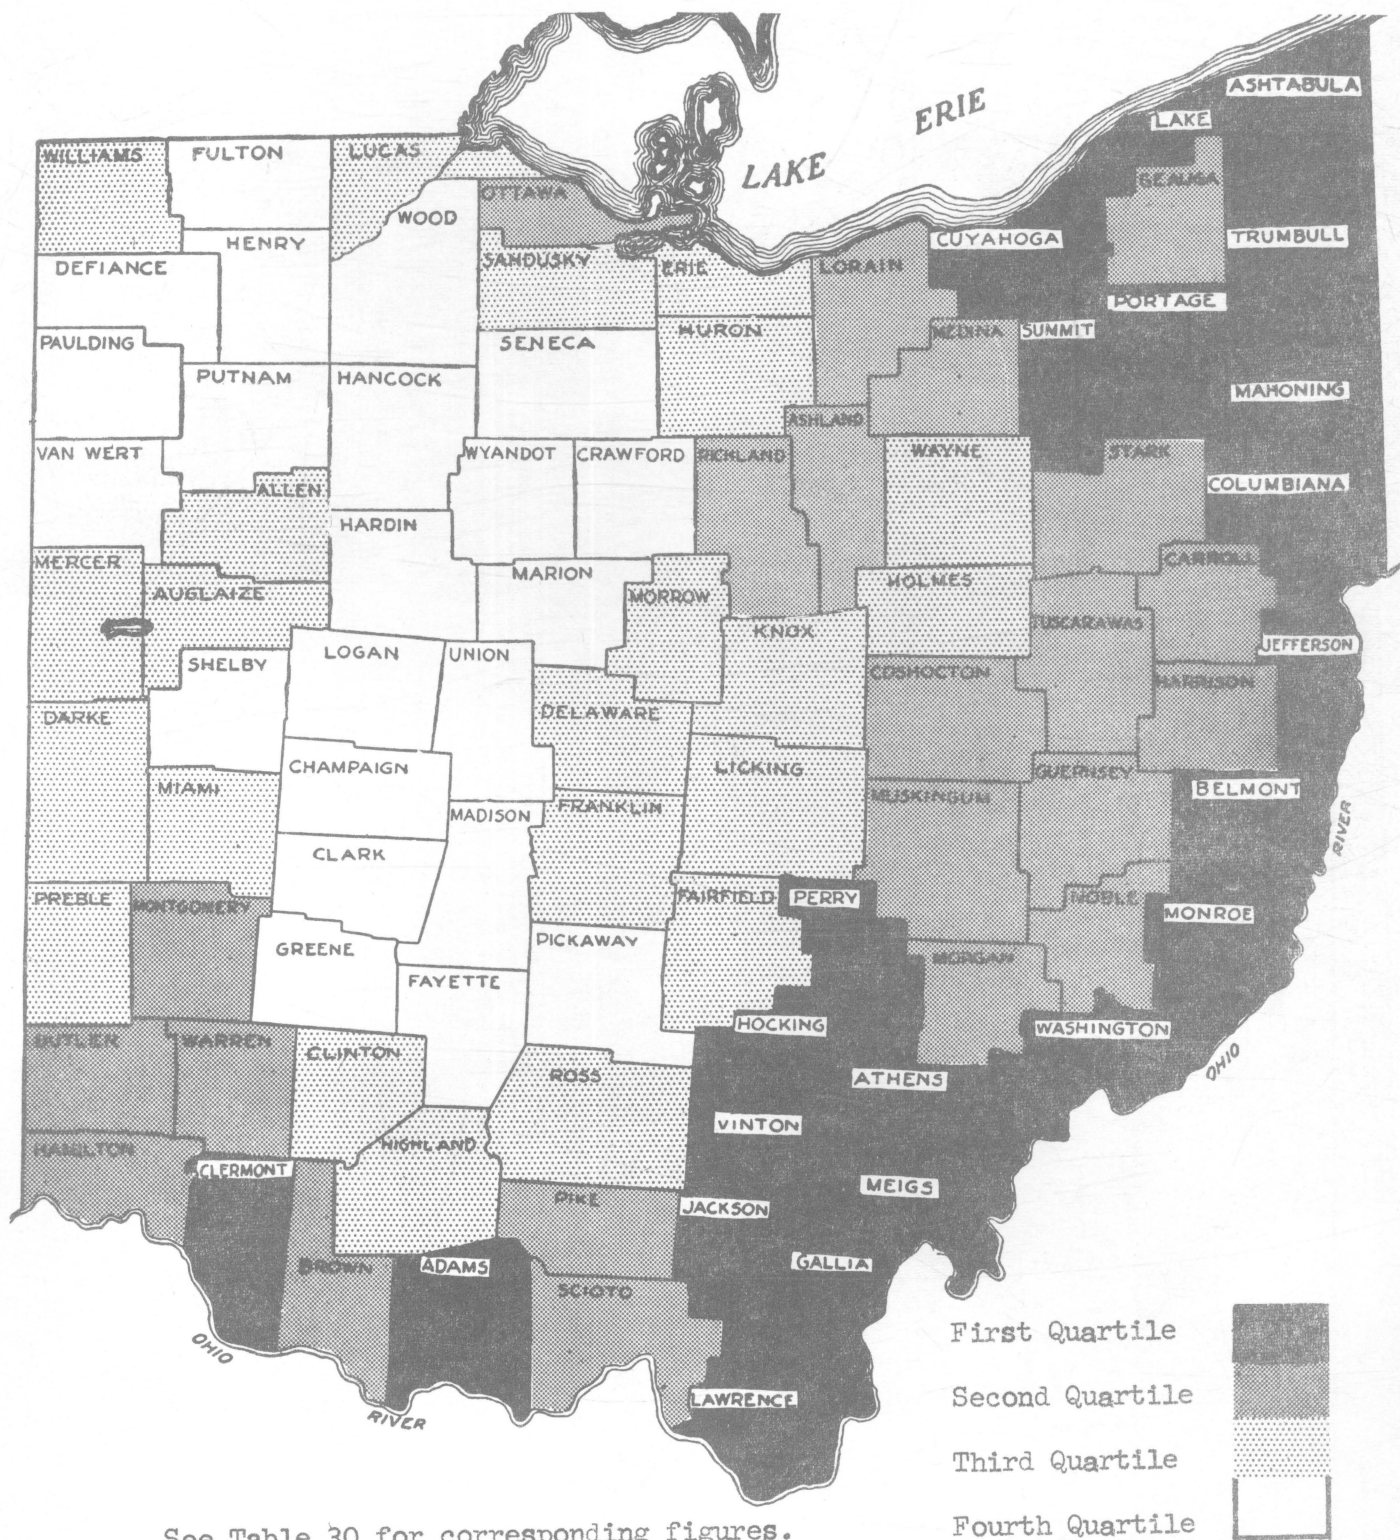 ASHTABULA
LAKE
ERIE
LAKE
WILLIAMS
FULTON
LUCAS
OTTAWA
GEAUGA
WOOD
HENRY
CUYAHOGA
TRUMBULL
DEFIANCE
SANDUSKY
ERIE
LORAIN
PORTAGE
PAULDING
SENECA
HURON
MEDINA
SUMMIT
PUTNAM
HANCOCK
MAHONING
ASHLAND
VAN WERT
WYANDOT
CRAWFORD
RICHLAND
WAYNE
STARK
ALLEN
COLUMBIANA
HARDIN
MERCER
MARION
HOLMES
CARROLL
AUGLAIZE
MORROW
KNOX
TUSCARAWAS
JEFFERSON
SHELBY
LOGAN
UNION
COSHOCTON
HARRISON
DARKE
DELAWARE
CHAMPAIGN
LICKING
GUERNSEY
MIAMI
MADISON
FRANKLIN
MUSKINGUM
BELMONT
RIVER
CLARK
PREBLE
MONTGOMERY
FAIRFIELD
PERRY
NOBLE
MONROE
GREENE
PICKAWAY
MORGAN
FAYETTE
HOCKING
WASHINGTON
BUTLER
WARREN
CLINTON
ROSS
ATHENS
OHIO
HAMILTON
CLERMONT
HIGHLAND
VINTON
PIKE
JACKSON
MEIGS
BROWN
ADAMS
SCIOTO
GALLIA
OHIO
RIVER
LAWRENCE
First Quartile
Second Quartile
Third Quartile
Fourth Quartile
See Table 30 for corresponding figures.